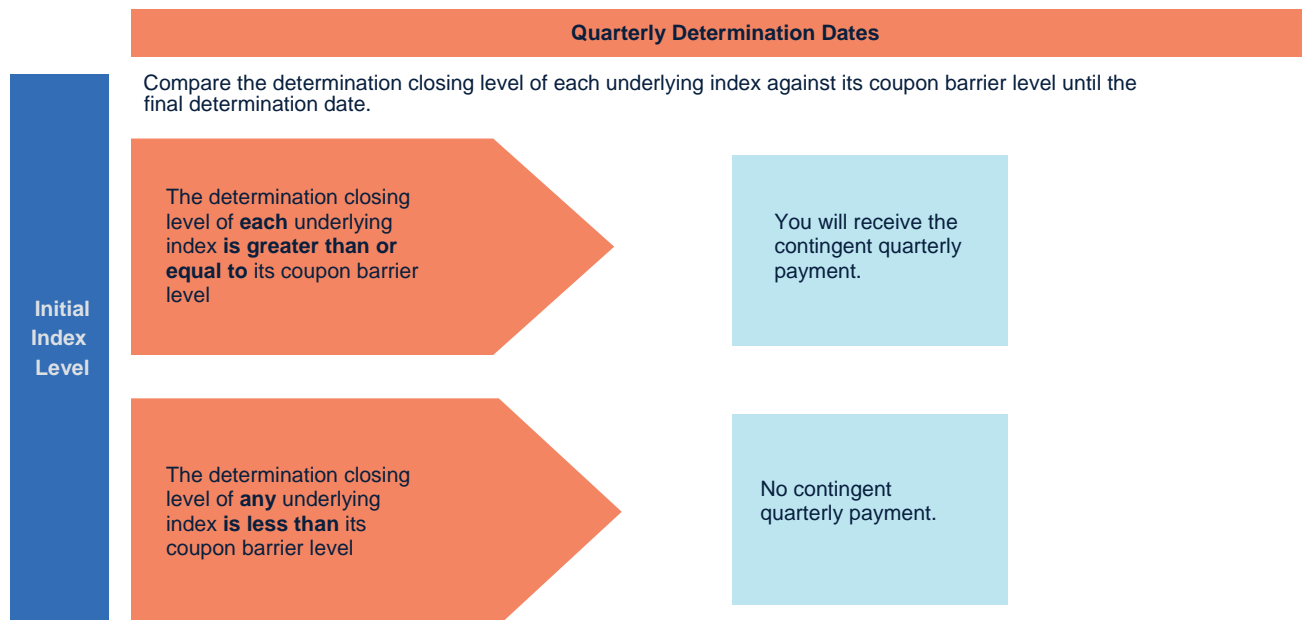 Quarterly Determination Dates
Compare the determination closing level of each underlying index against its coupon barrier level until the
final determination date.
Initial
Index
Level
The determination closing
level of each underlying
index is greater than or
equal to its coupon barrier
level
You will receive the
contingent quarterly
payment.
The determination closing
level of any underlying
index is less than its
coupon barrier level
No contingent
quarterly payment.